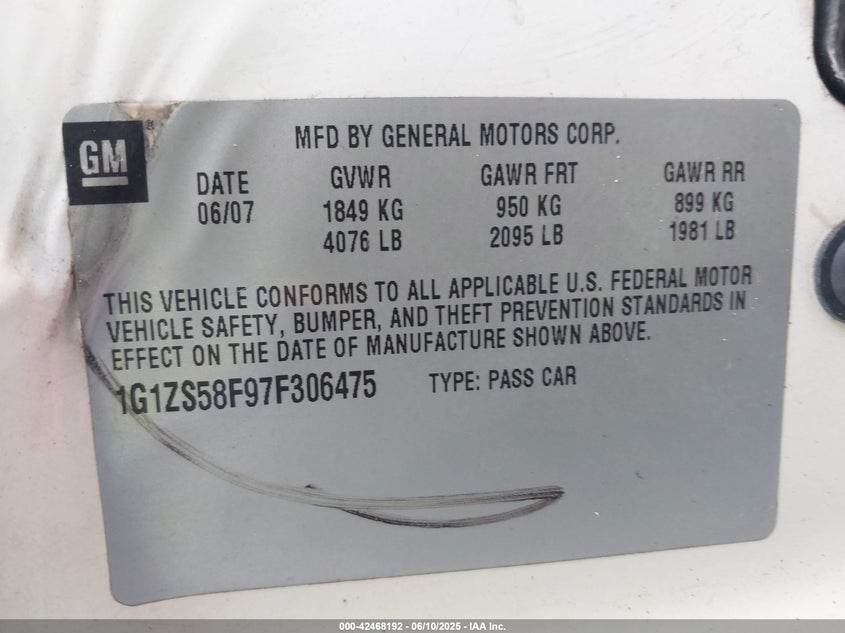 GM
®
MFD BY GENERAL MOTORS CORP.
DATE GVWR GAWR FRT GAWR RR
06/07 1849 KG 950 KG 899 KG
4076 LB 2095 LB 1981 LB
THIS VEHICLE CONFORMS TO ALL APPLICABLE U.S. FEDERAL MOTOR
VEHICLE SAFETY, BUMPER, AND THEFT PREVENTION STANDARDS IN
EFFECT ON THE DATE OF MANUFACTURE SHOWN ABOVE.
1G1ZS58F97F306475 TYPE: PASS CAR
000-42468192 - 06/10/2025 - IAA Inc.